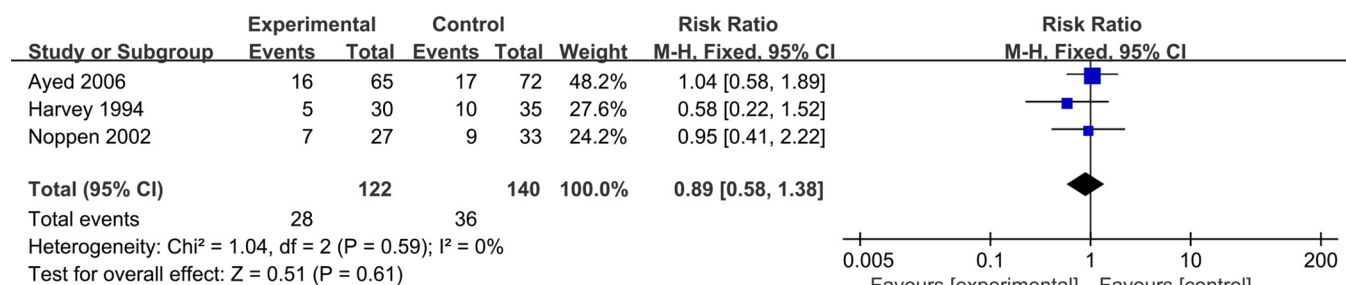 Experimental Control Risk Ratio Risk Ratio
Study or Subgroup Events Total Events Total Weight M-H, Fixed, 95% CI M-H, Fixed, 95% CI
Ayed 2006 16 65 17 72 48.2% 1.04 [0.58, 1.89]
Harvey 1994 5 30 10 35 27.6% 0.58 [0.22, 1.52]
Noppen 2002 7 27 9 33 24.2% 0.95 [0.41, 2.22]
Total (95% CI) 122 140 100.0% 0.89 [0.58, 1.38]
Total events 28 36
Heterogeneity: Chi² = 1.04, df = 2 (P = 0.59); I² = 0%
Test for overall effect: Z = 0.51 (P = 0.61)
0.005 0.1 1 10 200
Favours [experimental] Favours [control]